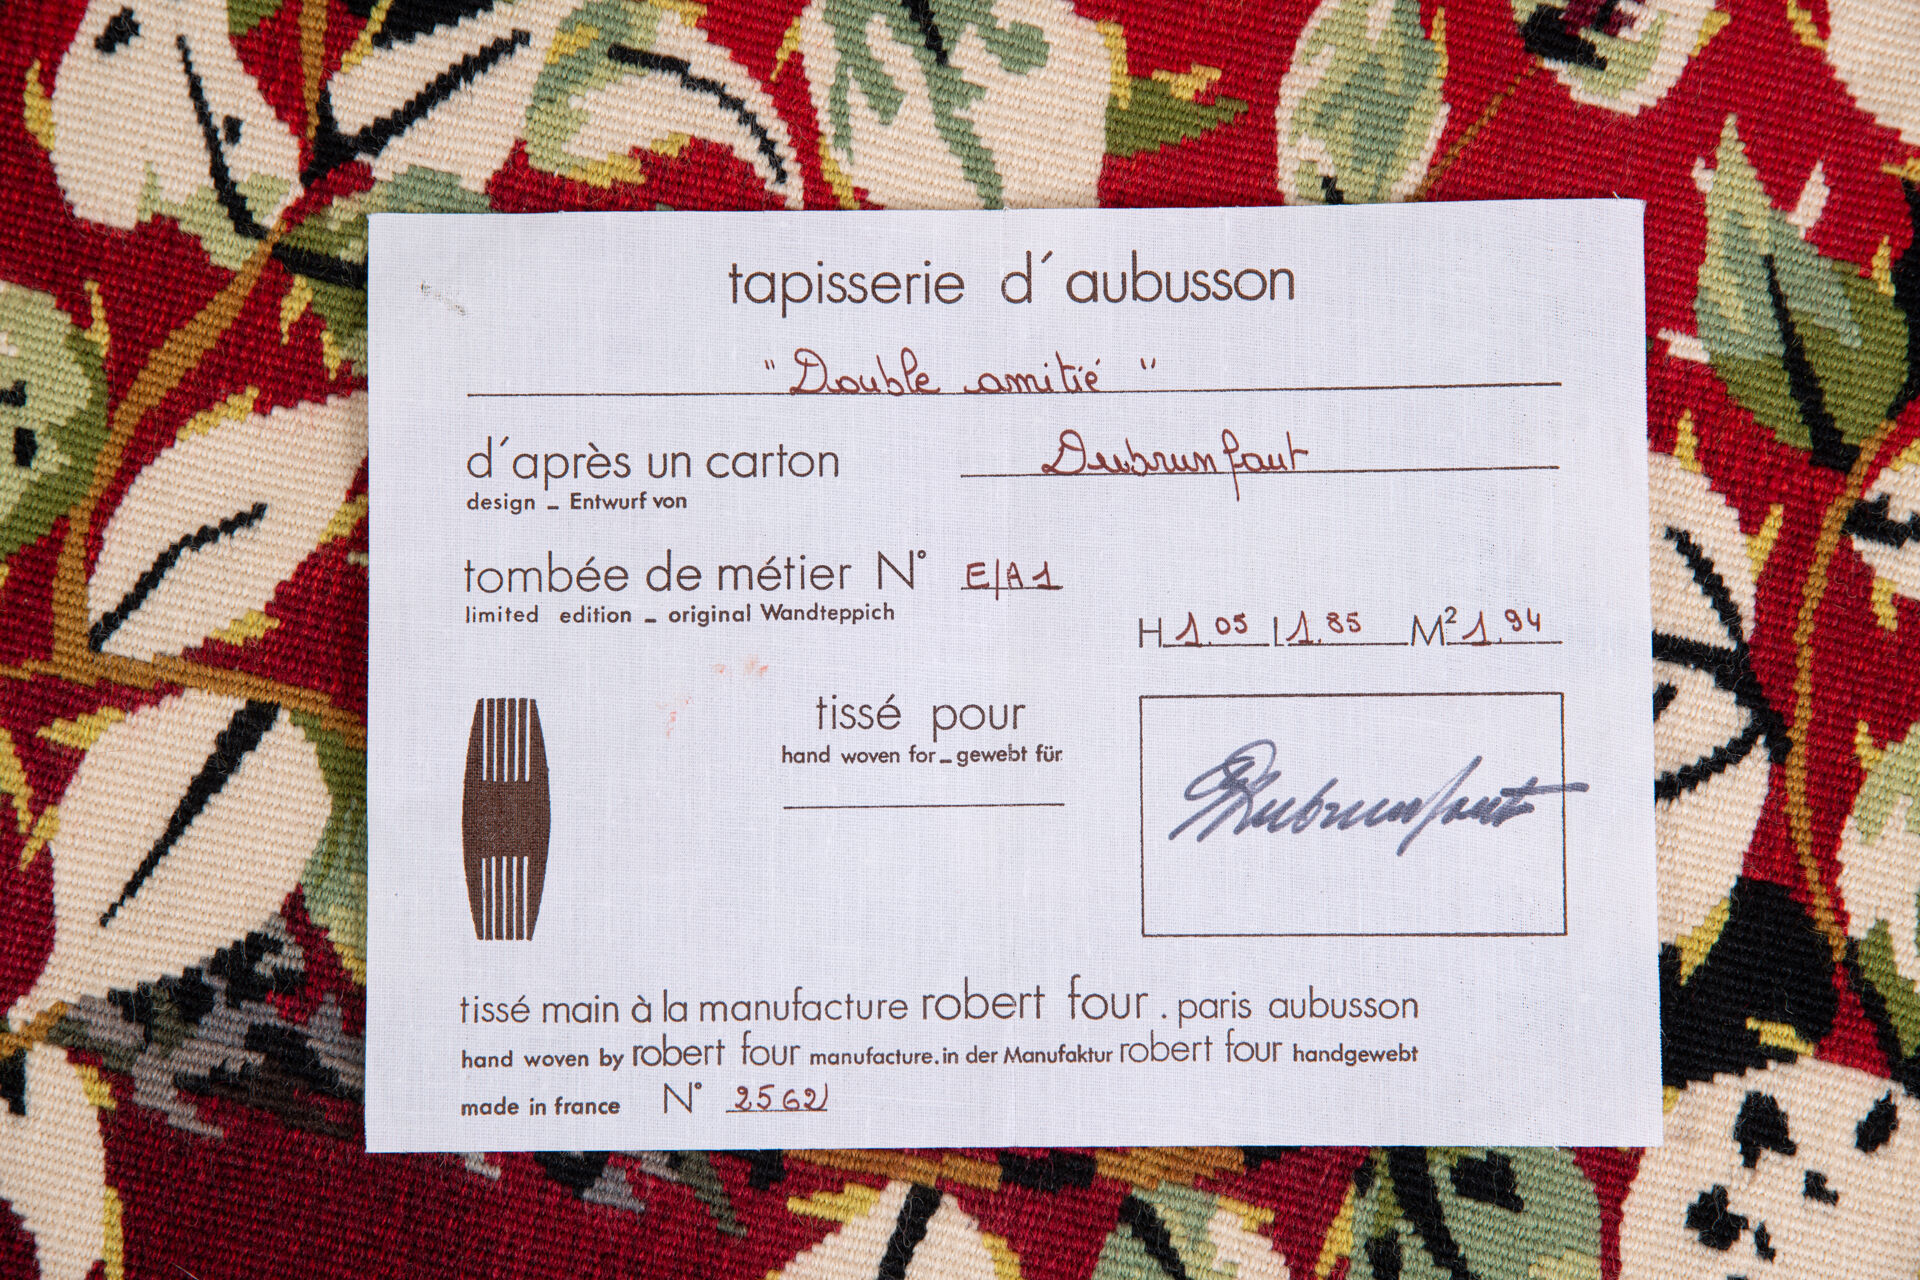 tapisserie d´aubusson
"Double amitié"
d´après un carton Dubrunfaut
design _ Entwurf von
tombée de métier N° E/A1
limited edition _ original Wandteppich
H 1.05 l 1.85 M² 1.94
tissé pour
hand woven for _ gewebt für
Dubrunfaut
tissé main à la manufacture robert four . paris aubusson
hand woven by robert four manufacture. in der Manufaktur robert four handgewebt
made in france N° 2562